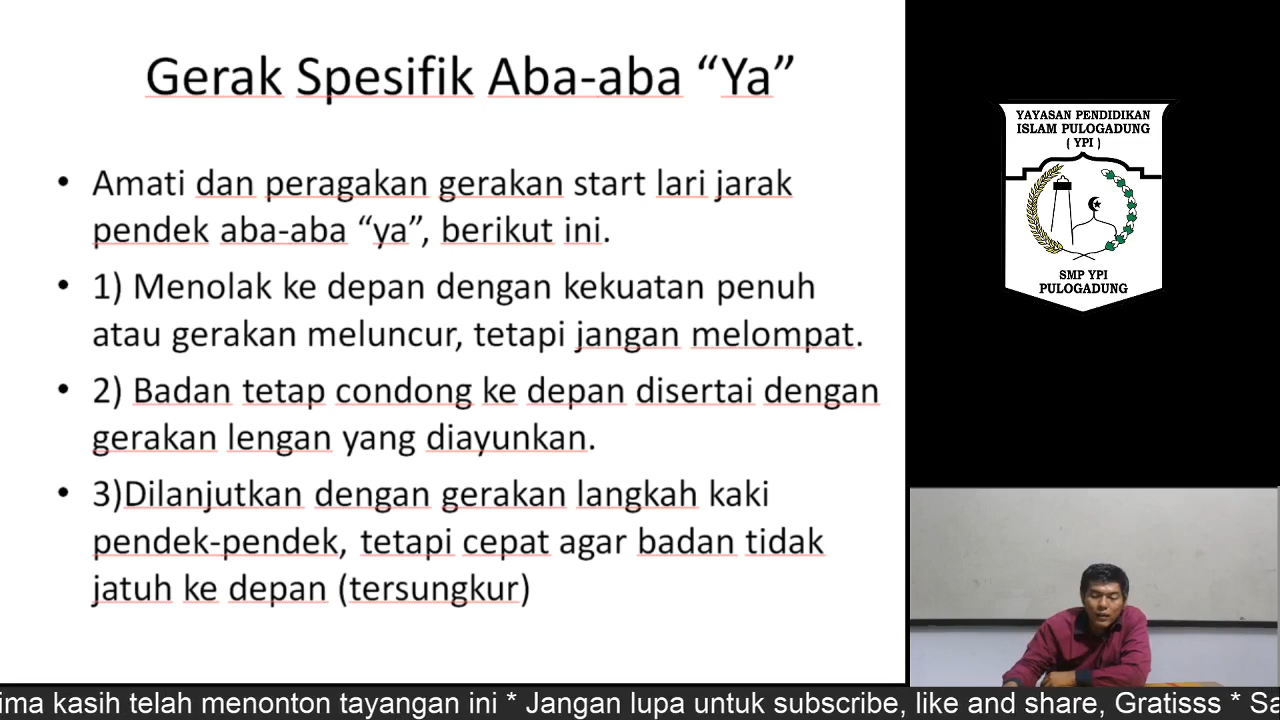 Gerak Spesifik Aba-aba “Ya”
• Amati dan peragakan gerakan start lari jarak
pendek aba-aba “ya”, berikut ini.
• 1) Menolak ke depan dengan kekuatan penuh
atau gerakan meluncur, tetapi jangan melompat.
• 2) Badan tetap condong ke depan disertai dengan
gerakan lengan yang diayunkan.
• 3)Dilanjutkan dengan gerakan langkah kaki
pendek-pendek, tetapi cepat agar badan tidak
jatuh ke depan (tersungkur)
YAYASAN PENDIDIKAN
ISLAM PULOGADUNG
( YPI )
SMP YPI
PULOGADUNG
ima kasih telah menonton tayangan ini * Jangan lupa untuk subscribe, like and share, Gratisss * Sa